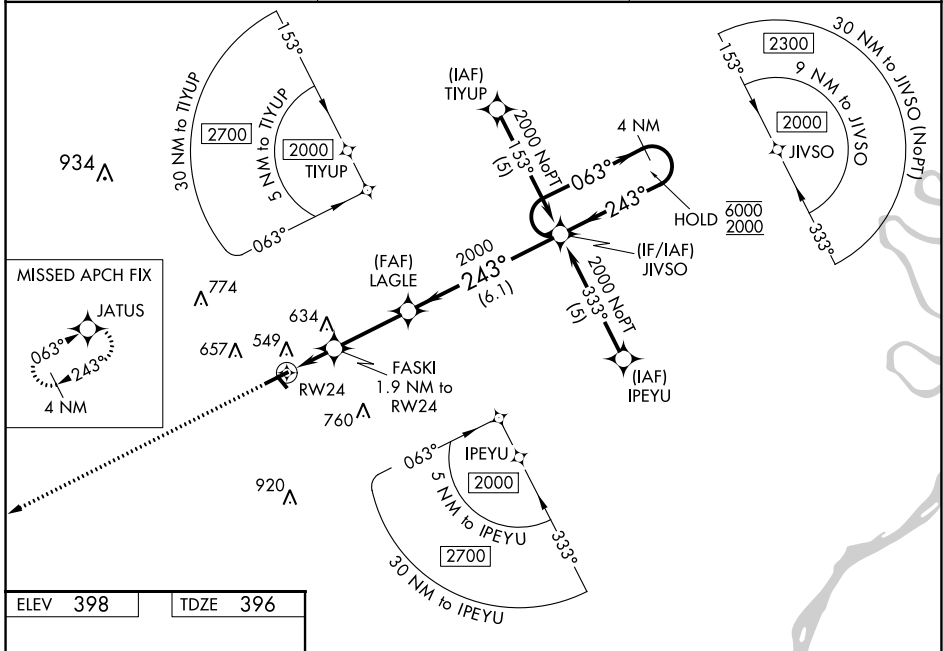 153°
30 NM to TIYUP
2700
5 NM to TIYUP
2000
TIYUP
063°
934
(IAF)
TIYUP
2000 NoPT
153°
(5)
4 NM
063°
243°
HOLD 6000
2000
(IF/IAF)
JIVSO
153°
2300
30 NM to JIVSO (NoPT)
9 NM to JIVSO
2000
JIVSO
333°
(FAF)
LAGLE
2000
243°
(6.1)
2000 NoPT
333°
(5)
(IAF)
IPEYU
MISSED APCH FIX
JATUS
063°
243°
4 NM
774
634
657
549
RW24
FASKI
1.9 NM to
RW24
760
920
063°
IPEYU
2000
5 NM to IPEYU
333°
2700
30 NM to IPEYU
ELEV 398
TDZE 396